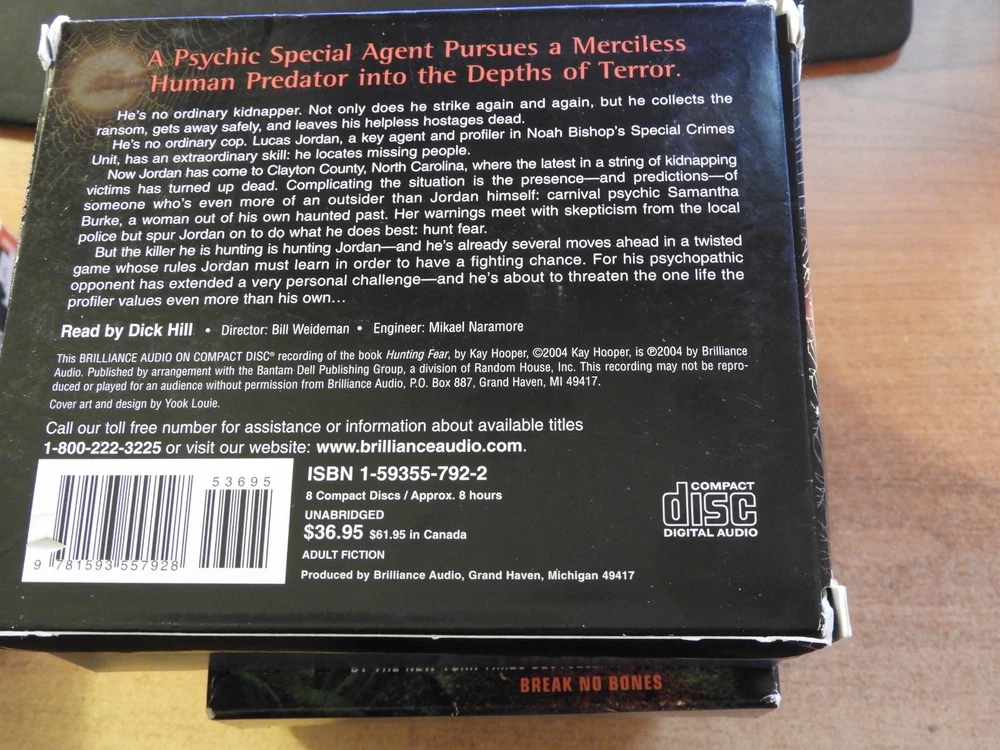 A Psychic Special Agent Pursues a Merciless
Human Predator into the Depths of Terror.
He's no ordinary kidnapper. Not only does he strike again and again, but he collects the
ransom, gets away safely, and leaves his helpless hostages dead.
He's no ordinary cop. Lucas Jordan, a key agent and profiler in Noah Bishop's Special Crimes
Unit, has an extraordinary skill: he locates missing people.
Now Jordan has come to Clayton County, North Carolina, where the latest in a string of kidnapping
victims has turned up dead. Complicating the situation is the presence—and predictions—of
someone who's even more of an outsider than Jordan himself: carnival psychic Samantha
Burke, a woman out of his own haunted past. Her warnings meet with skepticism from the local
police but spur Jordan on to do what he does best: hunt fear.
But the killer he is hunting is hunting Jordan—and he's already several moves ahead in a twisted
game whose rules Jordan must learn in order to have a fighting chance. For his psychopathic
opponent has extended a very personal challenge—and he's about to threaten the one life the
profiler values even more than his own...
Read by Dick Hill • Director: Bill Weideman • Engineer: Mikael Naramore
This BRILLIANCE AUDIO ON COMPACT DISC® recording of the book Hunting Fear, by Kay Hooper, ©2004 Kay Hooper, is ℗2004 by Brilliance
Audio. Published by arrangement with the Bantam Dell Publishing Group, a division of Random House, Inc. This recording may not be repro-
duced or played for an audience without permission from Brilliance Audio, P.O. Box 887, Grand Haven, MI 49417.
Cover art and design by Yook Louie.
Call our toll free number for assistance or information about available titles
1-800-222-3225 or visit our website: www.brillianceaudio.com.
53695
9 781593 557928
ISBN 1-59355-792-2
8 Compact Discs / Approx. 8 hours
UNABRIDGED
$36.95 $61.95 in Canada
ADULT FICTION
Produced by Brilliance Audio, Grand Haven, Michigan 49417
COMPACT
disc
DIGITAL AUDIO
BY THE NEW YORK TIMES
BREAK NO BONES